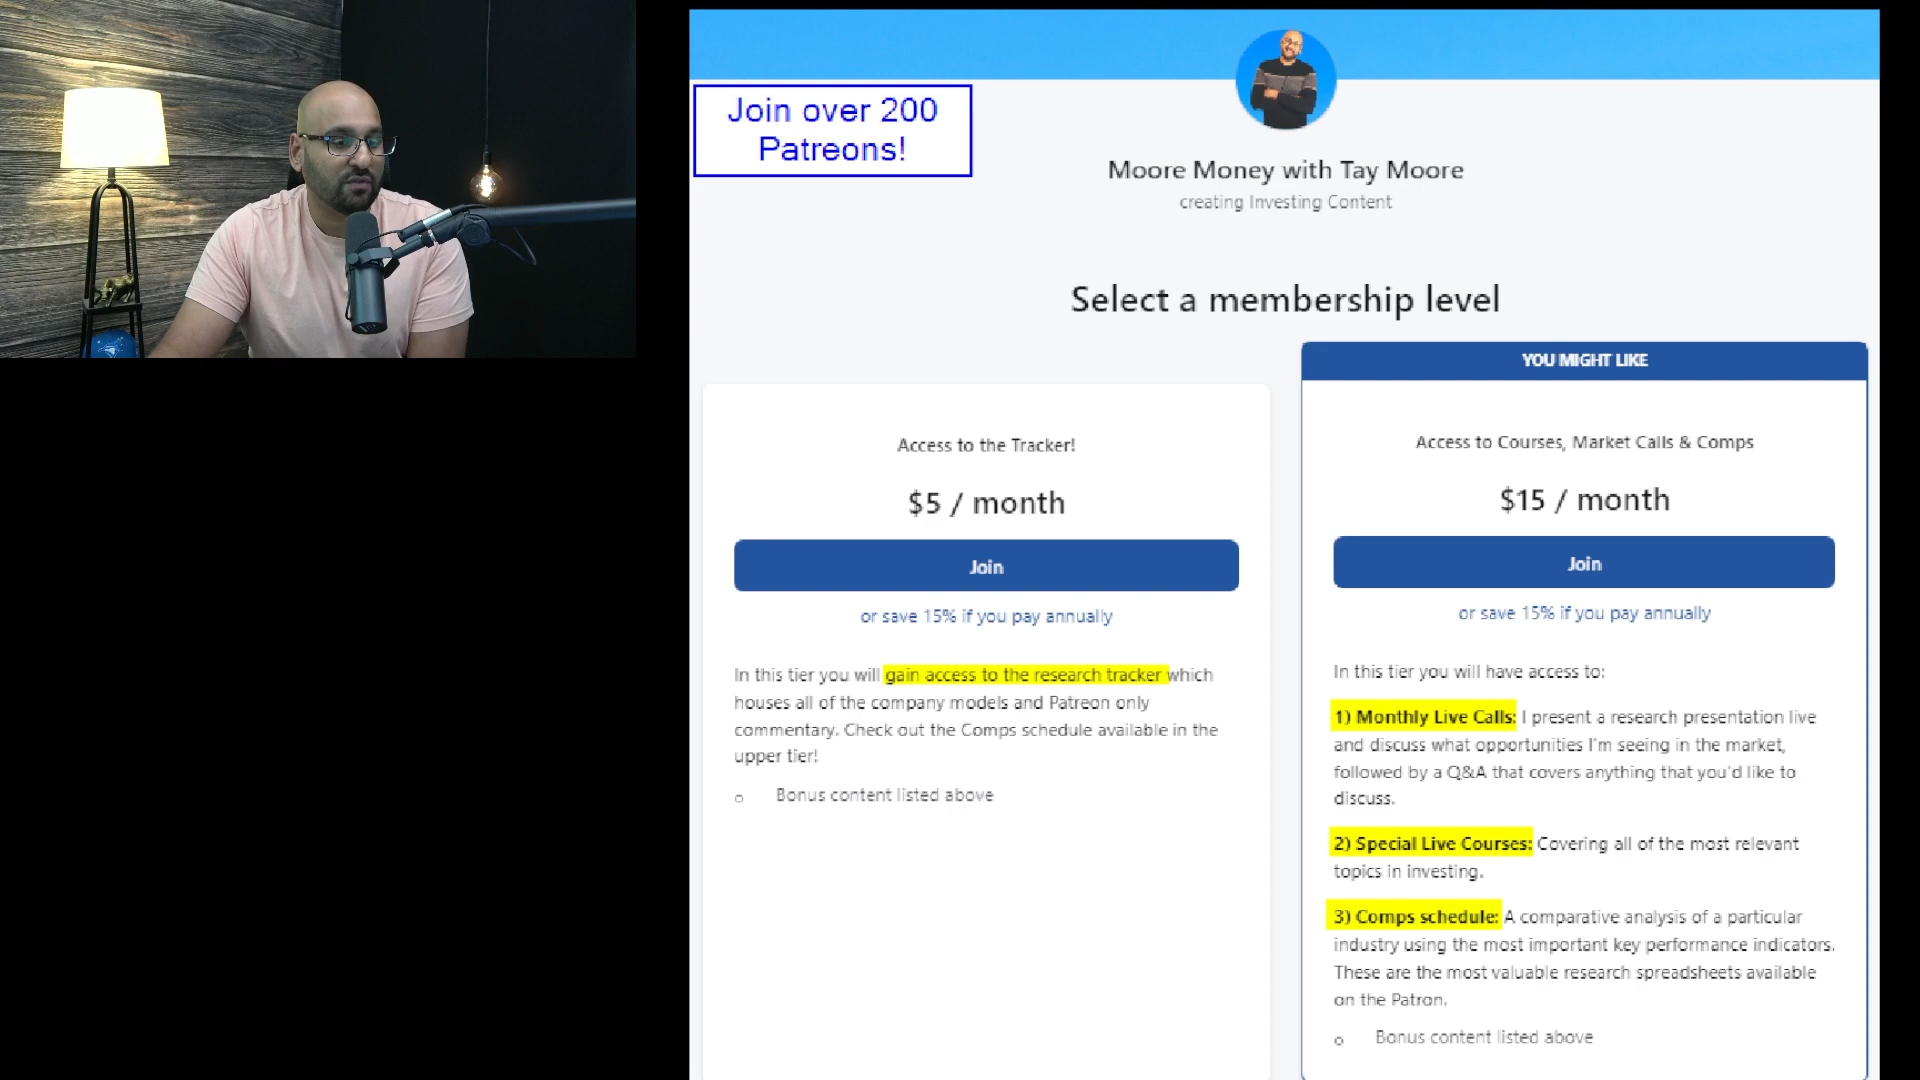 Join over 200
Patreons!
Moore Money with Tay Moore
creating Investing Content
Select a membership level
Access to the Tracker!
$5 / month
Join
or save 15% if you pay annually
In this tier you will gain access to the research tracker which
houses all of the company models and Patreon only
commentary. Check out the Comps schedule available in the
upper tier!
Bonus content listed above
YOU MIGHT LIKE
Access to Courses, Market Calls & Comps
$15 / month
Join
or save 15% if you pay annually
In this tier you will have access to:
1) Monthly Live Calls: I present a research presentation live
and discuss what opportunities I'm seeing in the market,
followed by a Q&A that covers anything that you'd like to
discuss.
2) Special Live Courses: Covering all of the most relevant
topics in investing.
3) Comps schedule: A comparative analysis of a particular
industry using the most important key performance indicators.
These are the most valuable research spreadsheets available
on the Patron.
Bonus content listed above